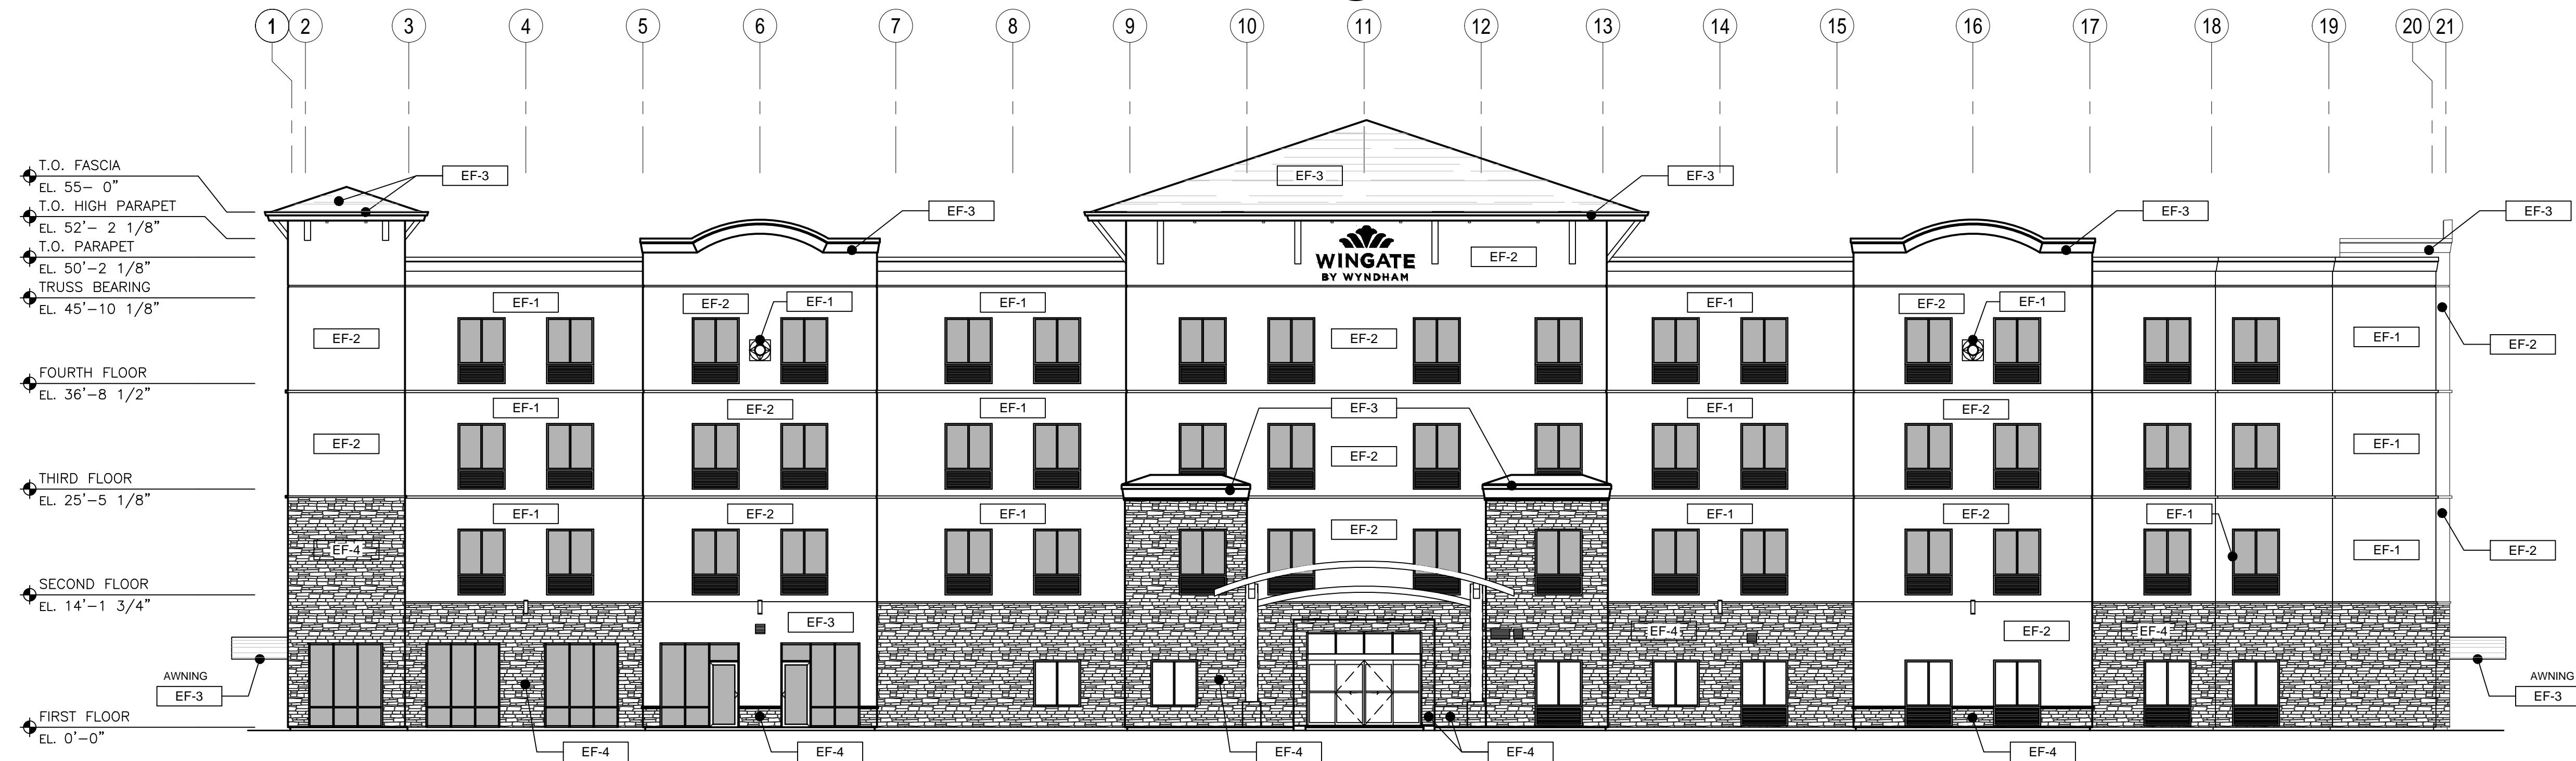 1 2 3 4 5 6 7 8 9 10 11 12 13 14 15 16 17 18 19 20 21
T.O. FASCIA
EL. 55- 0"
T.O. HIGH PARAPET
EL. 52'- 2 1/8"
T.O. PARAPET
EL. 50'-2 1/8"
TRUSS BEARING
EL. 45'-10 1/8"
FOURTH FLOOR
EL. 36'-8 1/2"
THIRD FLOOR
EL. 25'-5 1/8"
SECOND FLOOR
EL. 14'-1 3/4"
FIRST FLOOR
EL. 0'-0"
EF-3 EF-3 EF-3
EF-3 EF-3 EF-3
WINGATE
BY WYNDHAM
EF-2
EF-1 EF-2 EF-1 EF-1 EF-1 EF-2 EF-1
EF-2 EF-2 EF-1 EF-2
EF-1 EF-2 EF-1 EF-3 EF-1 EF-2
EF-2 EF-2 EF-1
EF-1 EF-2 EF-1 EF-2 EF-1 EF-2 EF-1
EF-4 EF-1 EF-2
EF-3 EF-4 EF-2 EF-4
AWNING
EF-3
AWNING
EF-3
EF-4 EF-4 EF-4 EF-4 EF-4